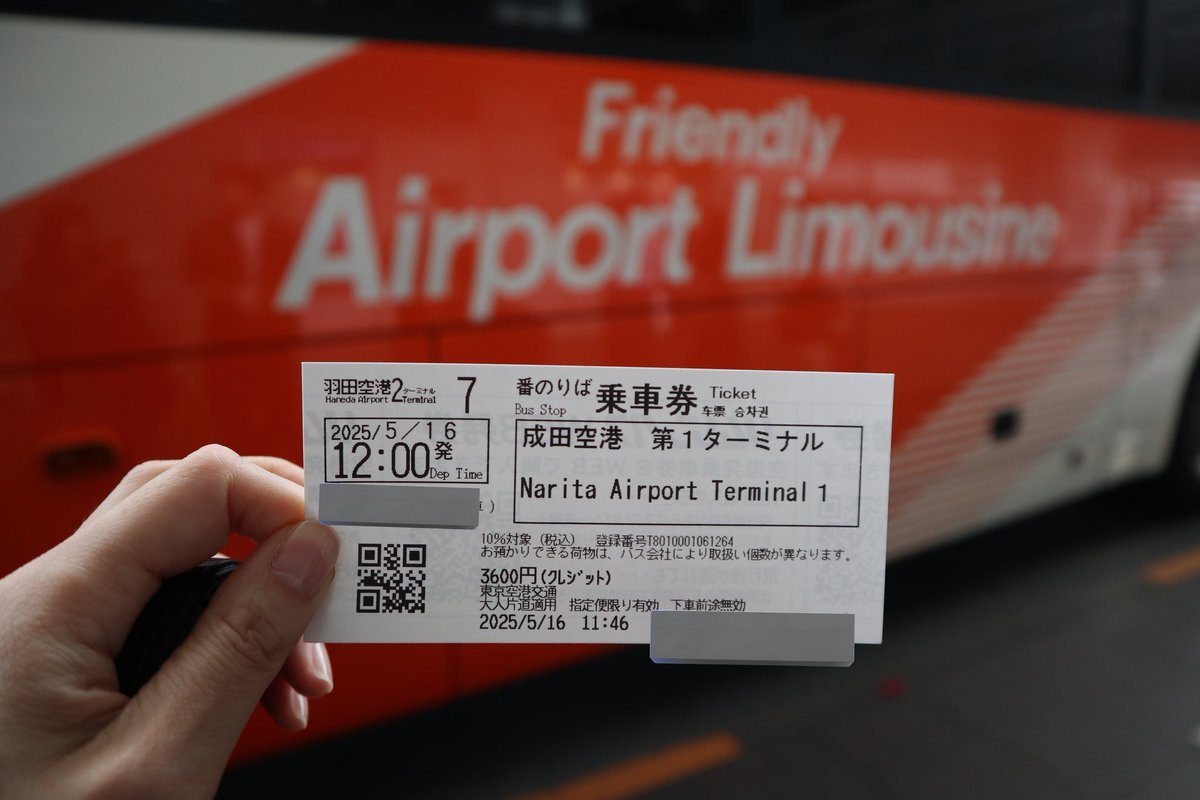 Friendly
Airport Limousine
羽田空港2ターミナル 7 番のりば 乗車券 Ticket
Haneda Airport Terminal Bus Stop 车票 승차권
2025/5/16
12:00発
Dep Time
成田空港 第1ターミナル
Narita Airport Terminal 1
10%対象(税込) 登録番号T8010001061264
お預かりできる荷物は、バス会社により取扱い個数が異なります。
3600円(クレジット)
東京空港交通
大人片道適用 指定便限り有効 下車前途無効
2025/5/16 11:46